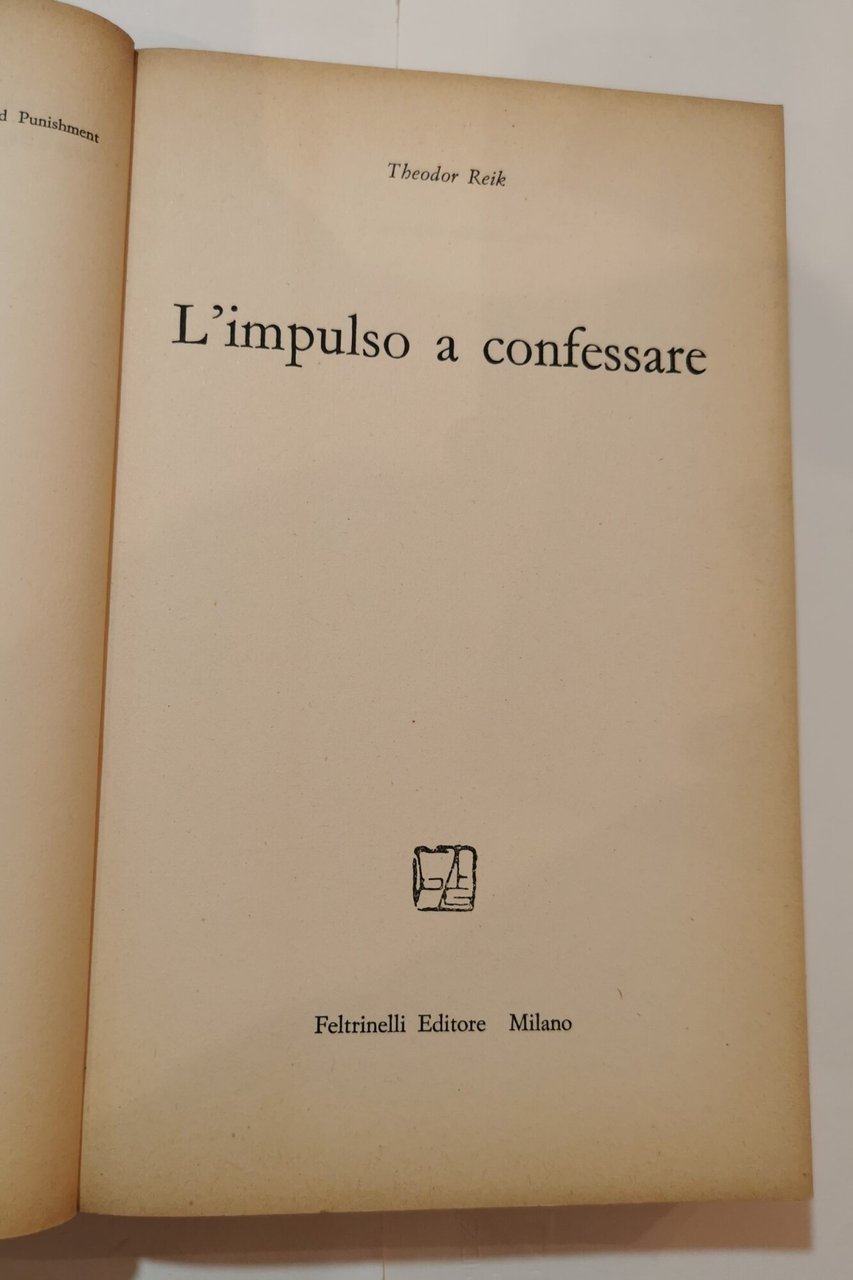 d Punishment
Theodor Reik
L'impulso a confessare
Feltrinelli Editore Milano